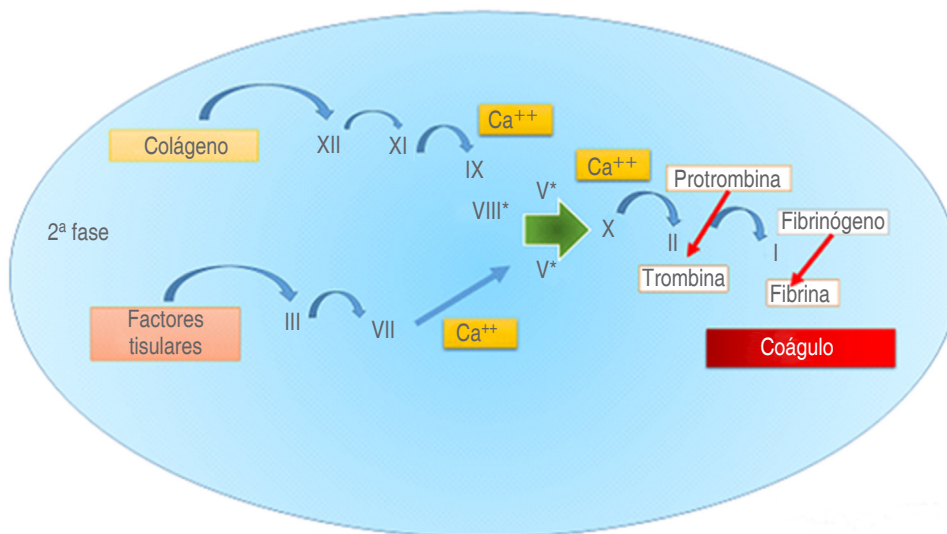 Colágeno
XII
XI
IX
Ca++
Ca++
Protrombina
V*
VIII*
X
II
I
Fibrinógeno
2ª fase
V*
Trombina
Fibrina
Factores
tisulares
III
VII
Ca++
Coágulo